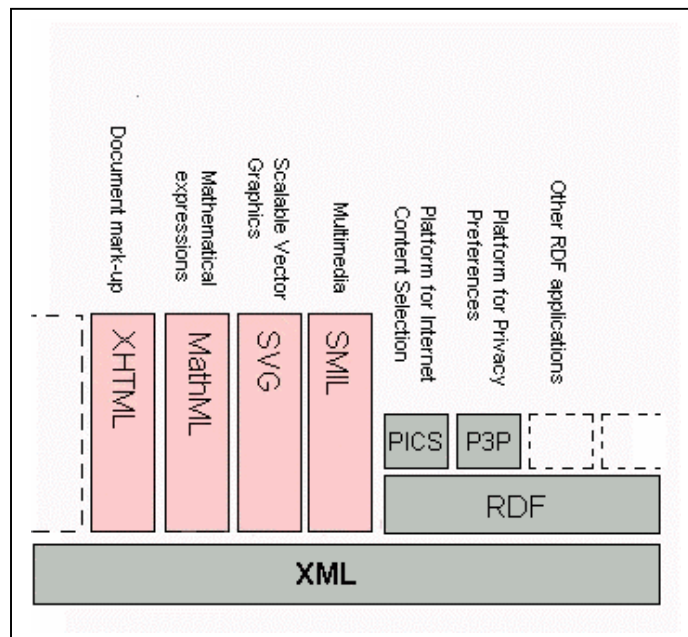 Document mark-up
Mathematical
expressions
Scalable Vector
Graphics
Multimedia
Platform for Internet
Content Selection
Platform for Privacy
Preferences
Other RDF applications
XHTML
MathML
SVG
SMIL
PICS
P3P
RDF
XML